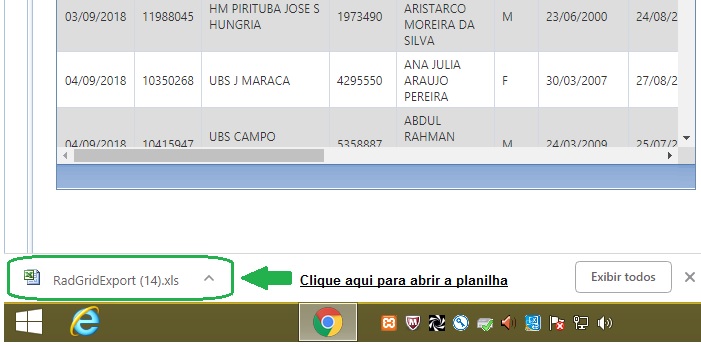 03/09/2018 11988045 HM PIRITUBA JOSE S HUNGRIA 1973490 ARISTARCO MOREIRA DA SILVA M 23/06/2000 24/08/2
04/09/2018 10350268 UBS J MARACA 4295550 ANA JULIA ARAUJO PEREIRA F 30/03/2007 27/08/2
04/09/2018 10415947 UBS CAMPO 5358887 ABDUL RAHMAN M 24/03/2009 25/07/2
RadGridExport (14).xls
Clique aqui para abrir a planilha
Exibir todos